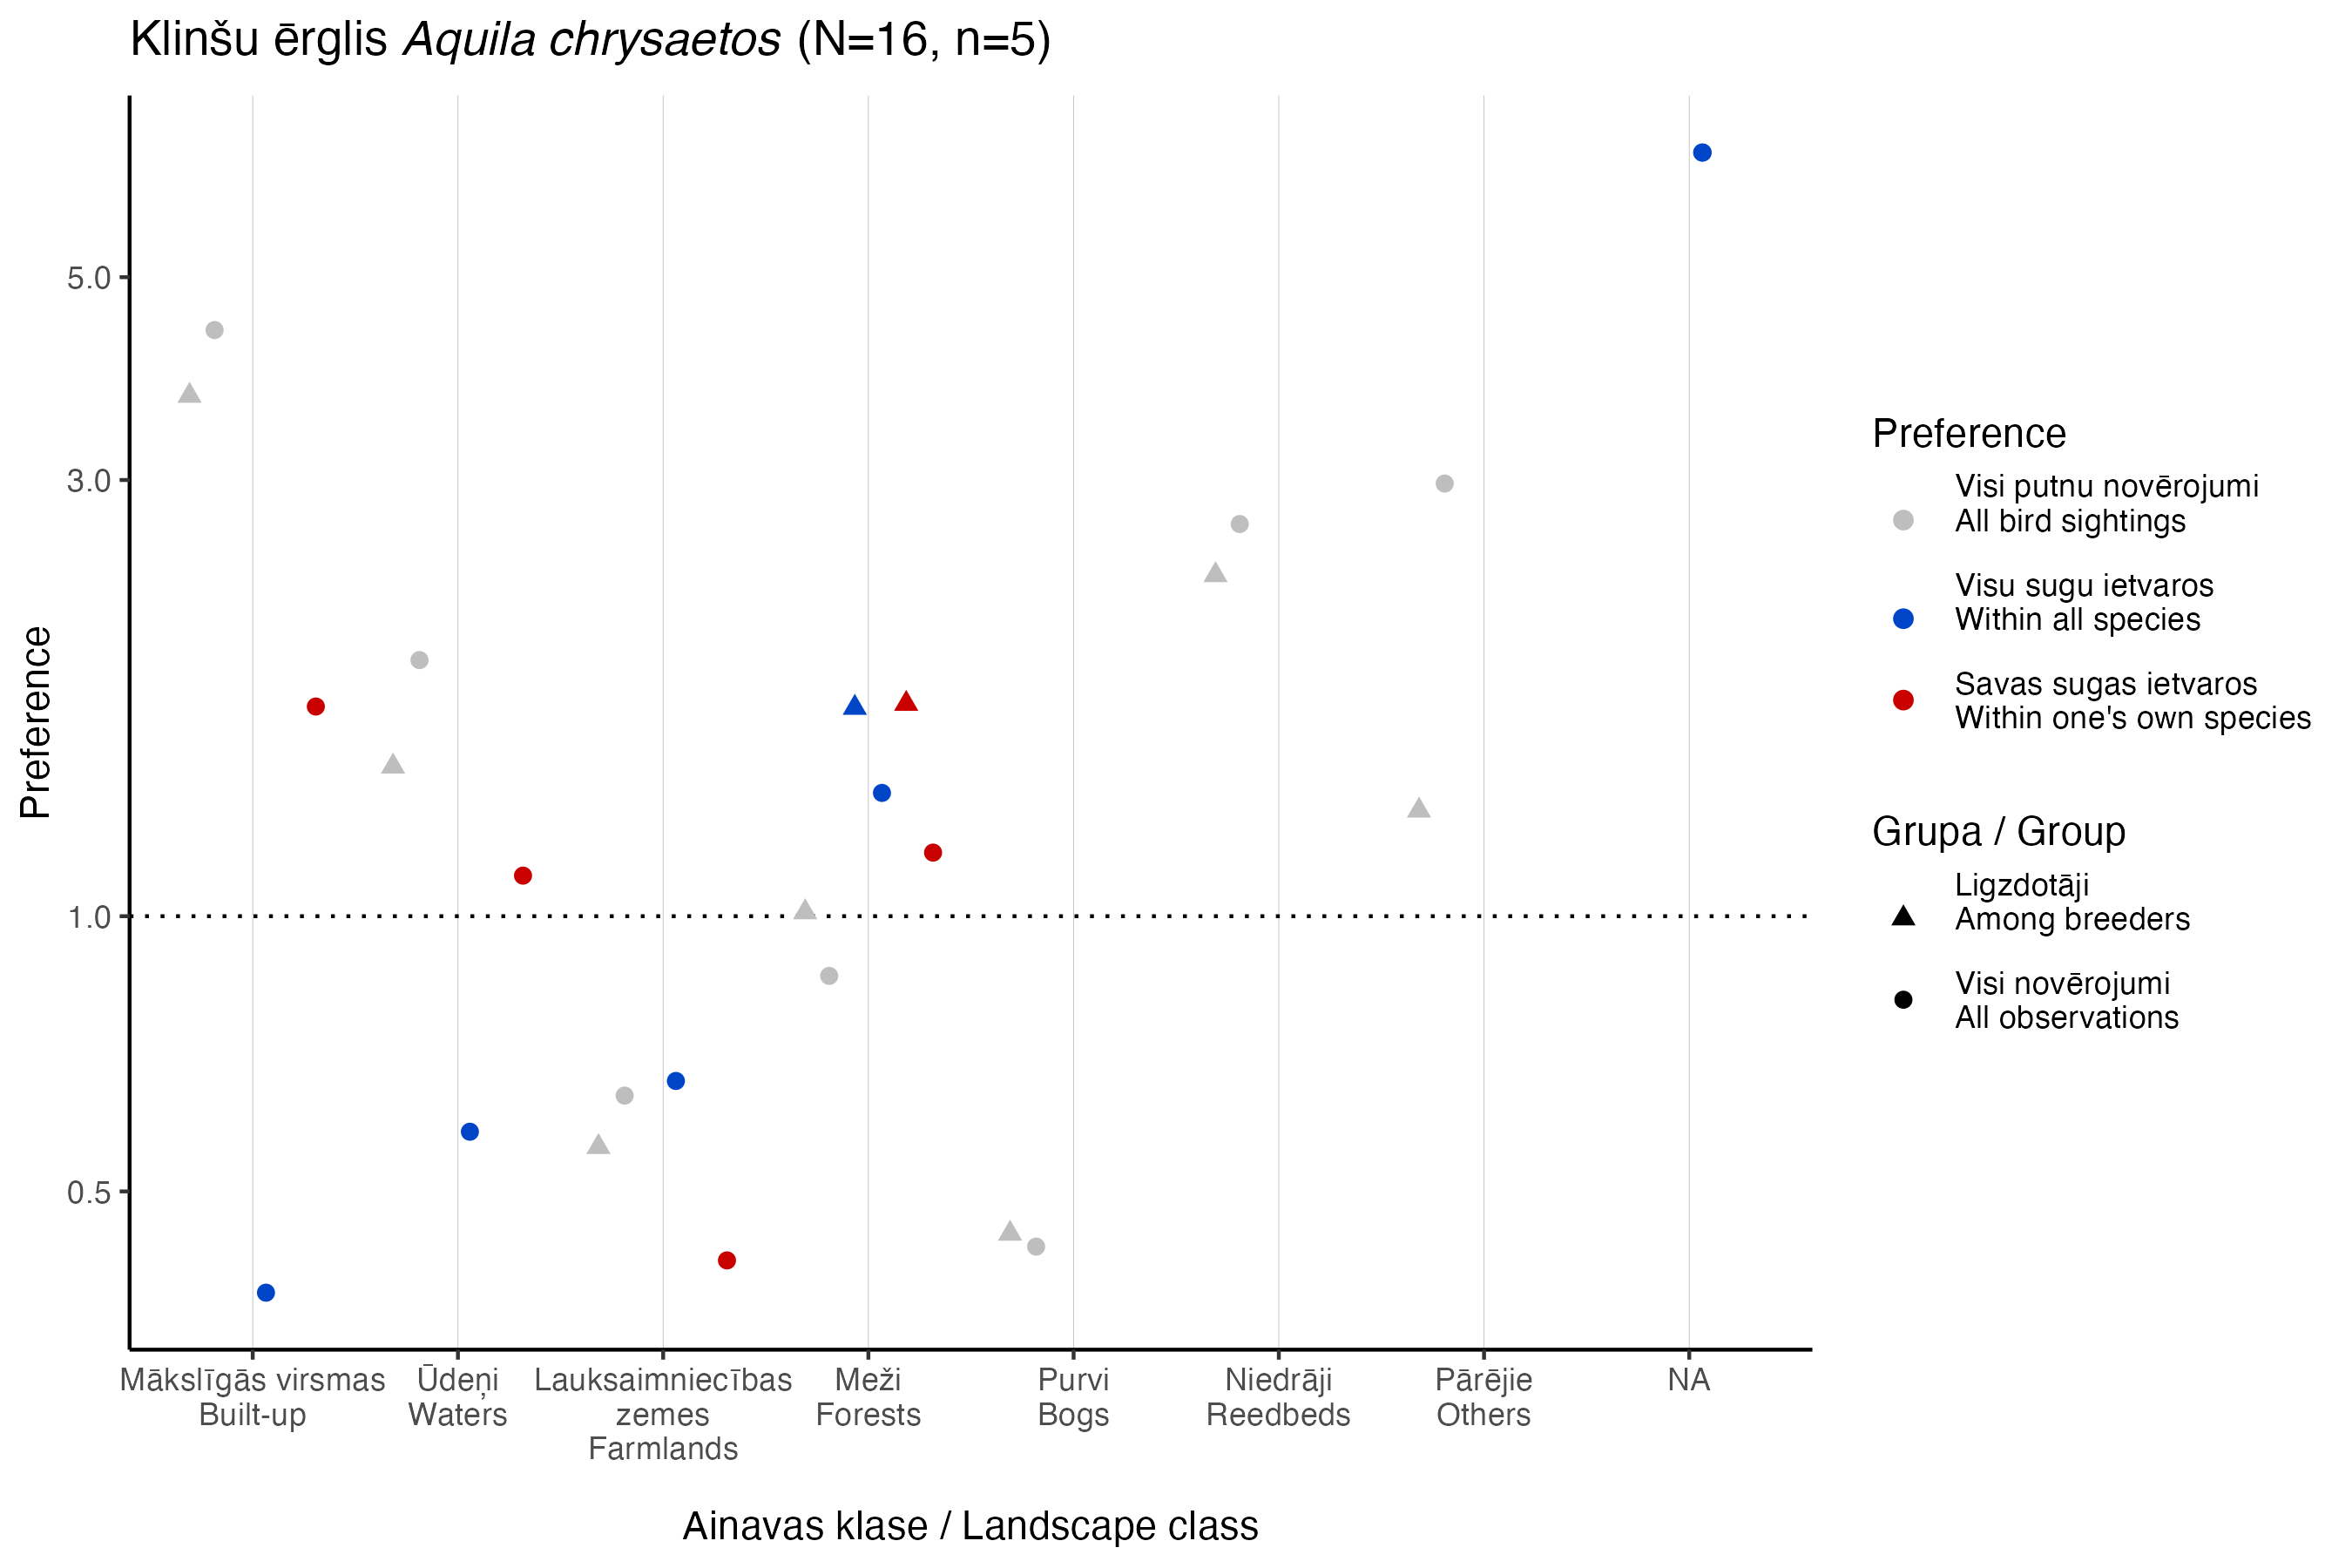 Klinšu ērglis Aquila chrysaetos (N=16, n=5)
Preference
5.0
3.0
1.0
0.5
Mākslīgās virsmas
Built-up
Ūdeņi
Waters
Lauksaimniecības
zemes
Farmlands
Meži
Forests
Purvi
Bogs
Niedrāji
Reedbeds
Pārējie
Others
NA
Ainavas klase / Landscape class
Preference
Visi putnu novērojumi
All bird sightings
Visu sugu ietvaros
Within all species
Savas sugas ietvaros
Within one's own species
Grupa / Group
Ligzdotāji
Among breeders
Visi novērojumi
All observations